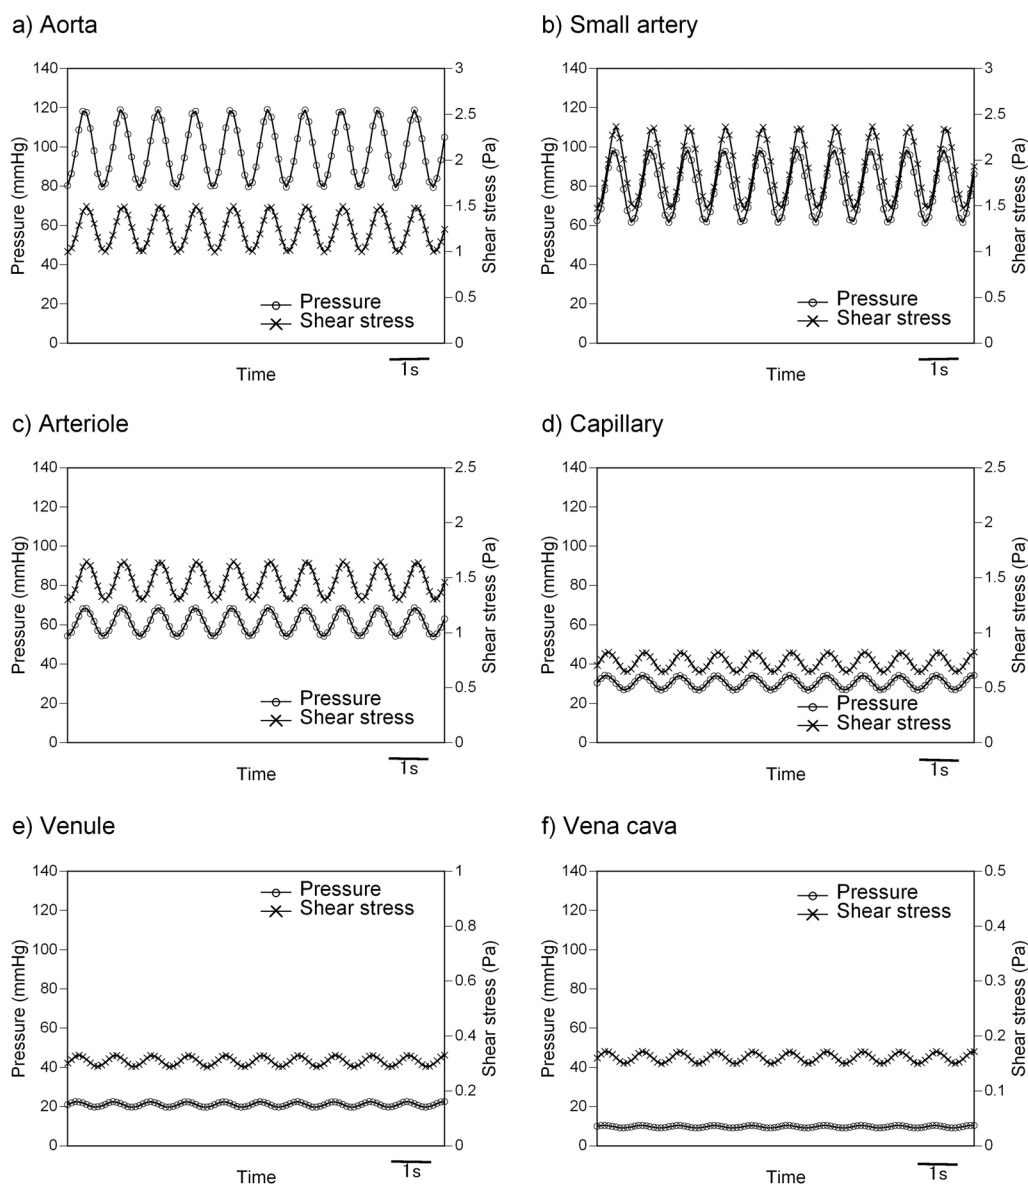 a) Aorta
140
120
100
80
60
40
20
0
Pressure (mmHg)
3
2.5
2
1.5
1
0.5
0
Shear stress (Pa)
Pressure
Shear stress
Time
1s
b) Small artery
140
120
100
80
60
40
20
0
Pressure (mmHg)
3
2.5
2
1.5
1
0.5
0
Shear stress (Pa)
Pressure
Shear stress
Time
1s
c) Arteriole
140
120
100
80
60
40
20
0
Pressure (mmHg)
2.5
2
1.5
1
0.5
0
Shear stress (Pa)
Pressure
Shear stress
Time
1s
d) Capillary
140
120
100
80
60
40
20
0
Pressure (mmHg)
2.5
2
1.5
1
0.5
0
Shear stress (Pa)
Pressure
Shear stress
Time
1s
e) Venule
140
120
100
80
60
40
20
0
Pressure (mmHg)
1
0.8
0.6
0.4
0.2
0
Shear stress (Pa)
Pressure
Shear stress
Time
1s
f) Vena cava
140
120
100
80
60
40
20
0
Pressure (mmHg)
0.5
0.4
0.3
0.2
0.1
0
Shear stress (Pa)
Pressure
Shear stress
Time
1s